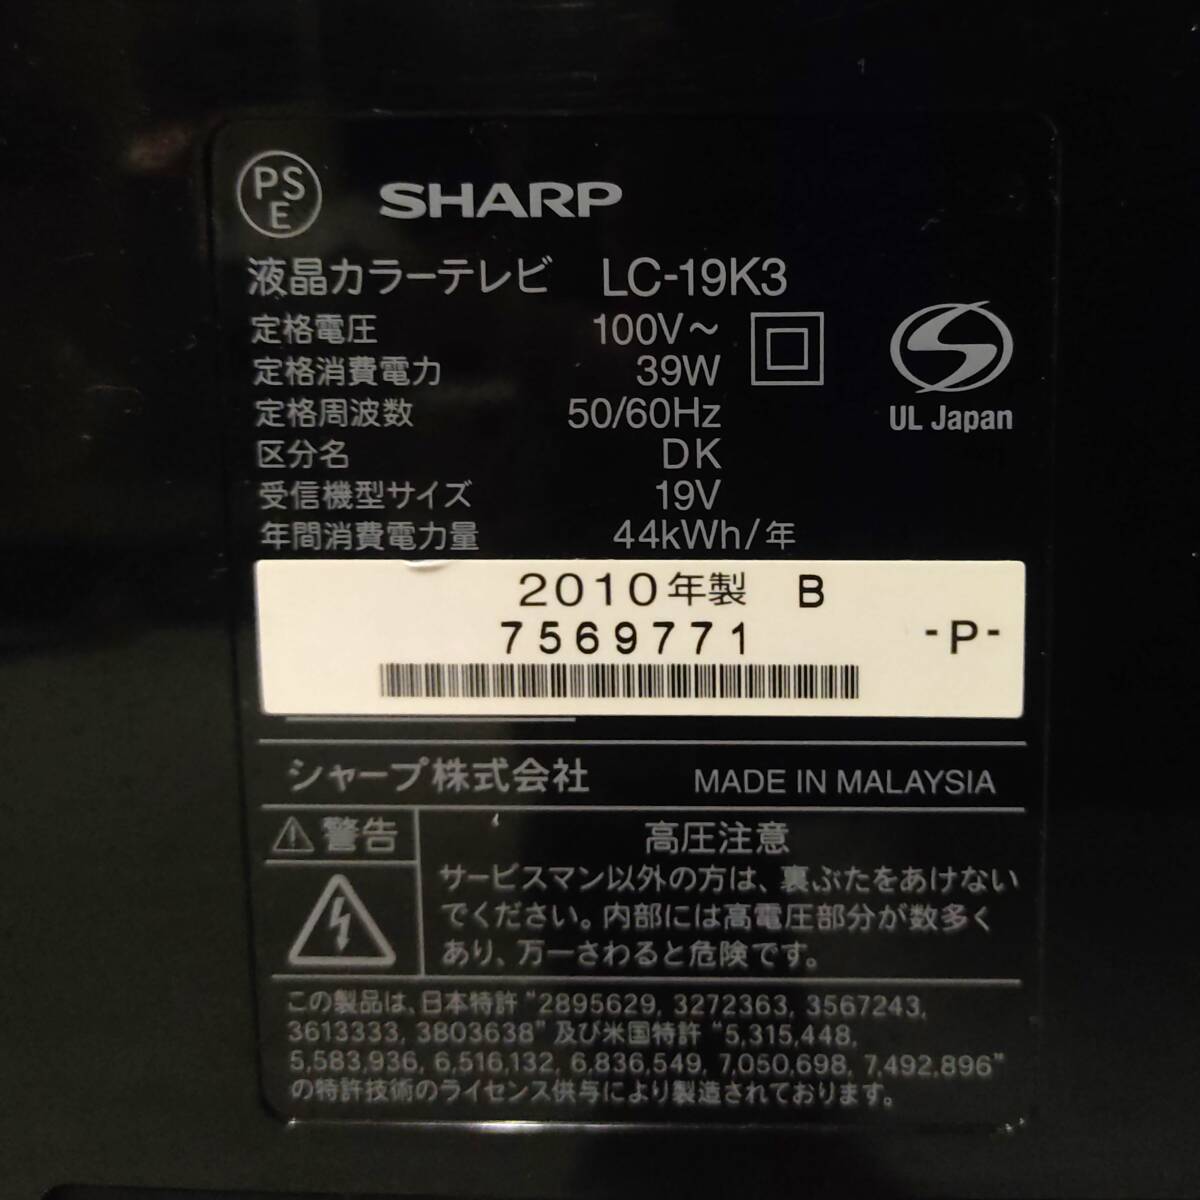 PS
E
SHARP
液晶カラーテレビ LC-19K3
定格電圧 100V～
定格消費電力 39W
定格周波数 50/60Hz
区分名 DK
受信機型サイズ 19V
年間消費電力量 44kWh/年
UL Japan
2010年製 B
7569771 -P-
シャープ株式会社 MADE IN MALAYSIA
警告
高圧注意
サービスマン以外の方は、裏ぶたをあけない
でください。内部には高電圧部分が数多く
あり、万一さわると危険です。
この製品は、日本特許"2895629, 3272363, 3567243,
3613333, 3803638"及び米国特許"5,315,448,
5,583,936, 6,516,132, 6,836,549, 7,050,698, 7,492,896"
の特許技術のライセンス供与により製造されております。